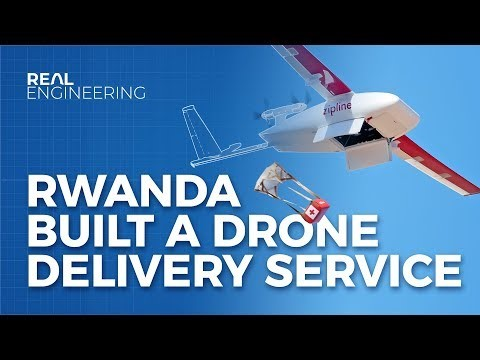 REAL
ENGINEERING
zipline
RWANDA
BUILT A DRONE
DELIVERY SERVICE